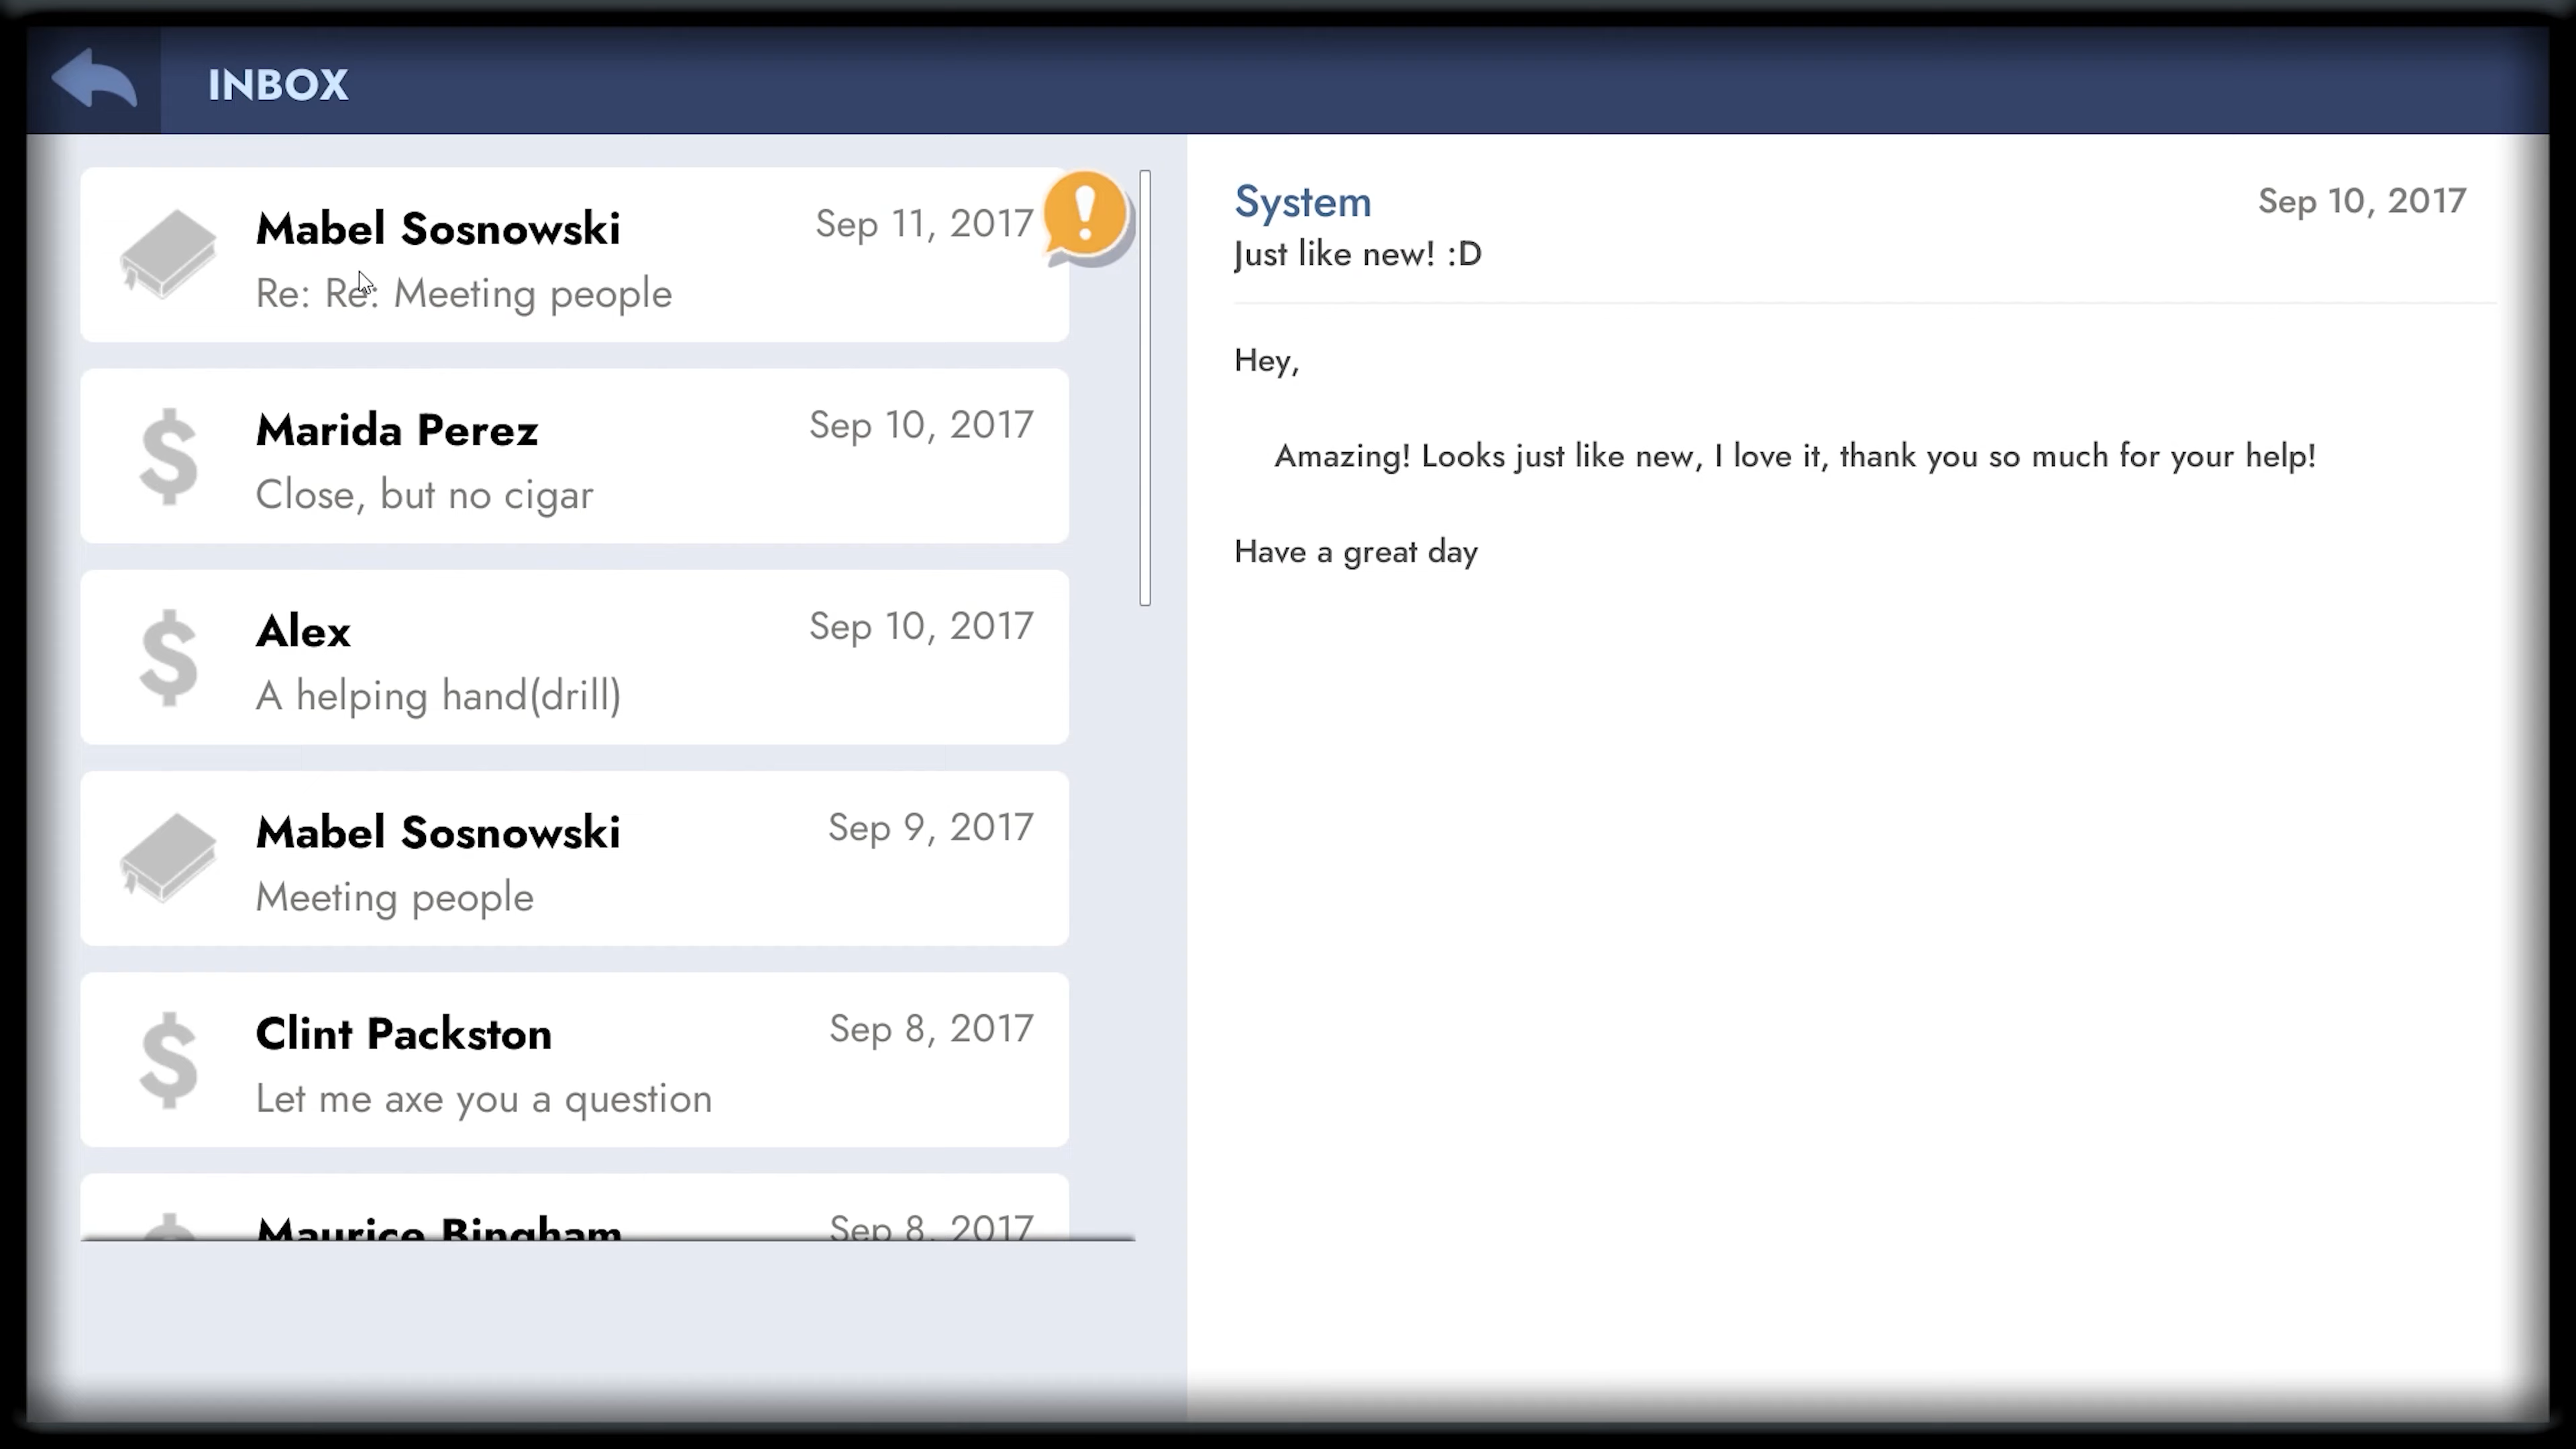 INBOX
Mabel Sosnowski
Sep 11, 2017
Re: Re: Meeting people
Marida Perez
Sep 10, 2017
Close, but no cigar
Alex
Sep 10, 2017
A helping hand(drill)
Mabel Sosnowski
Sep 9, 2017
Meeting people
Clint Packston
Sep 8, 2017
Let me axe you a question
Maurice Bingham
Sep 8, 2017
System
Sep 10, 2017
Just like new! :D
Hey,
Amazing! Looks just like new, I love it, thank you so much for your help!
Have a great day